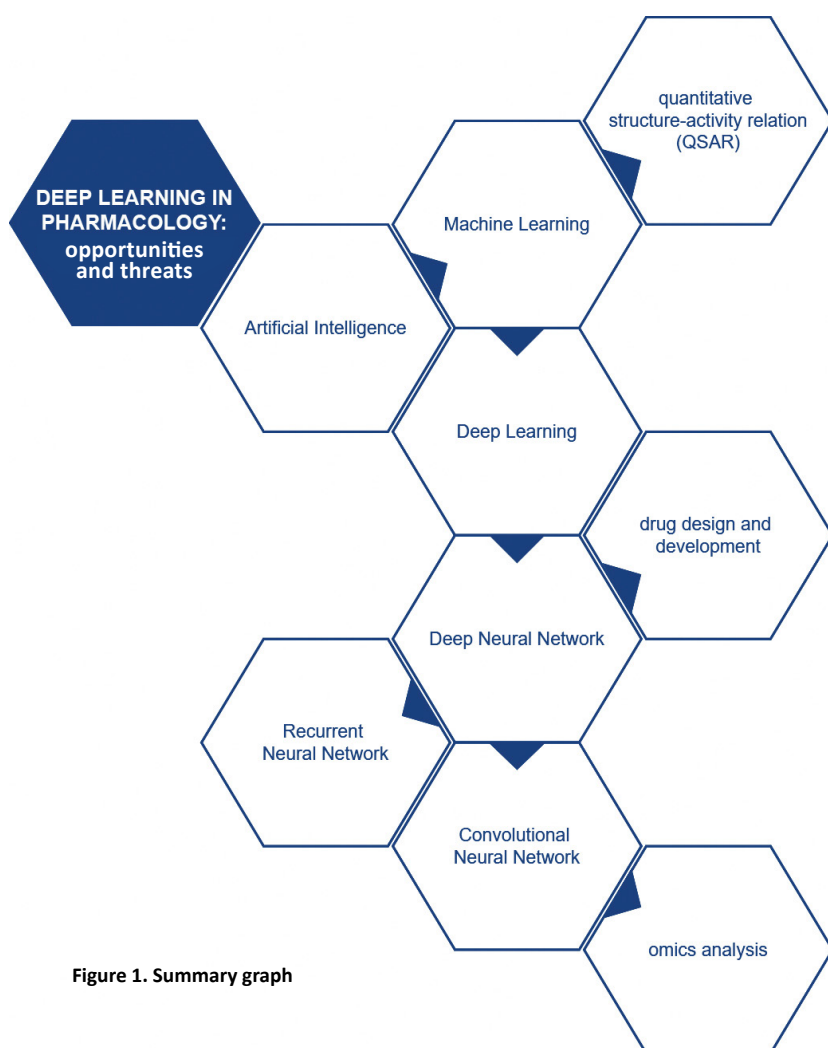 quantitative
structure-activity relation
(QSAR)
DEEP LEARNING IN
PHARMACOLOGY:
opportunities
and threats
Machine Learning
Artificial Intelligence
Deep Learning
drug design and
development
Deep Neural Network
Recurrent
Neural Network
Convolutional
Neural Network
omics analysis
Figure 1. Summary graph